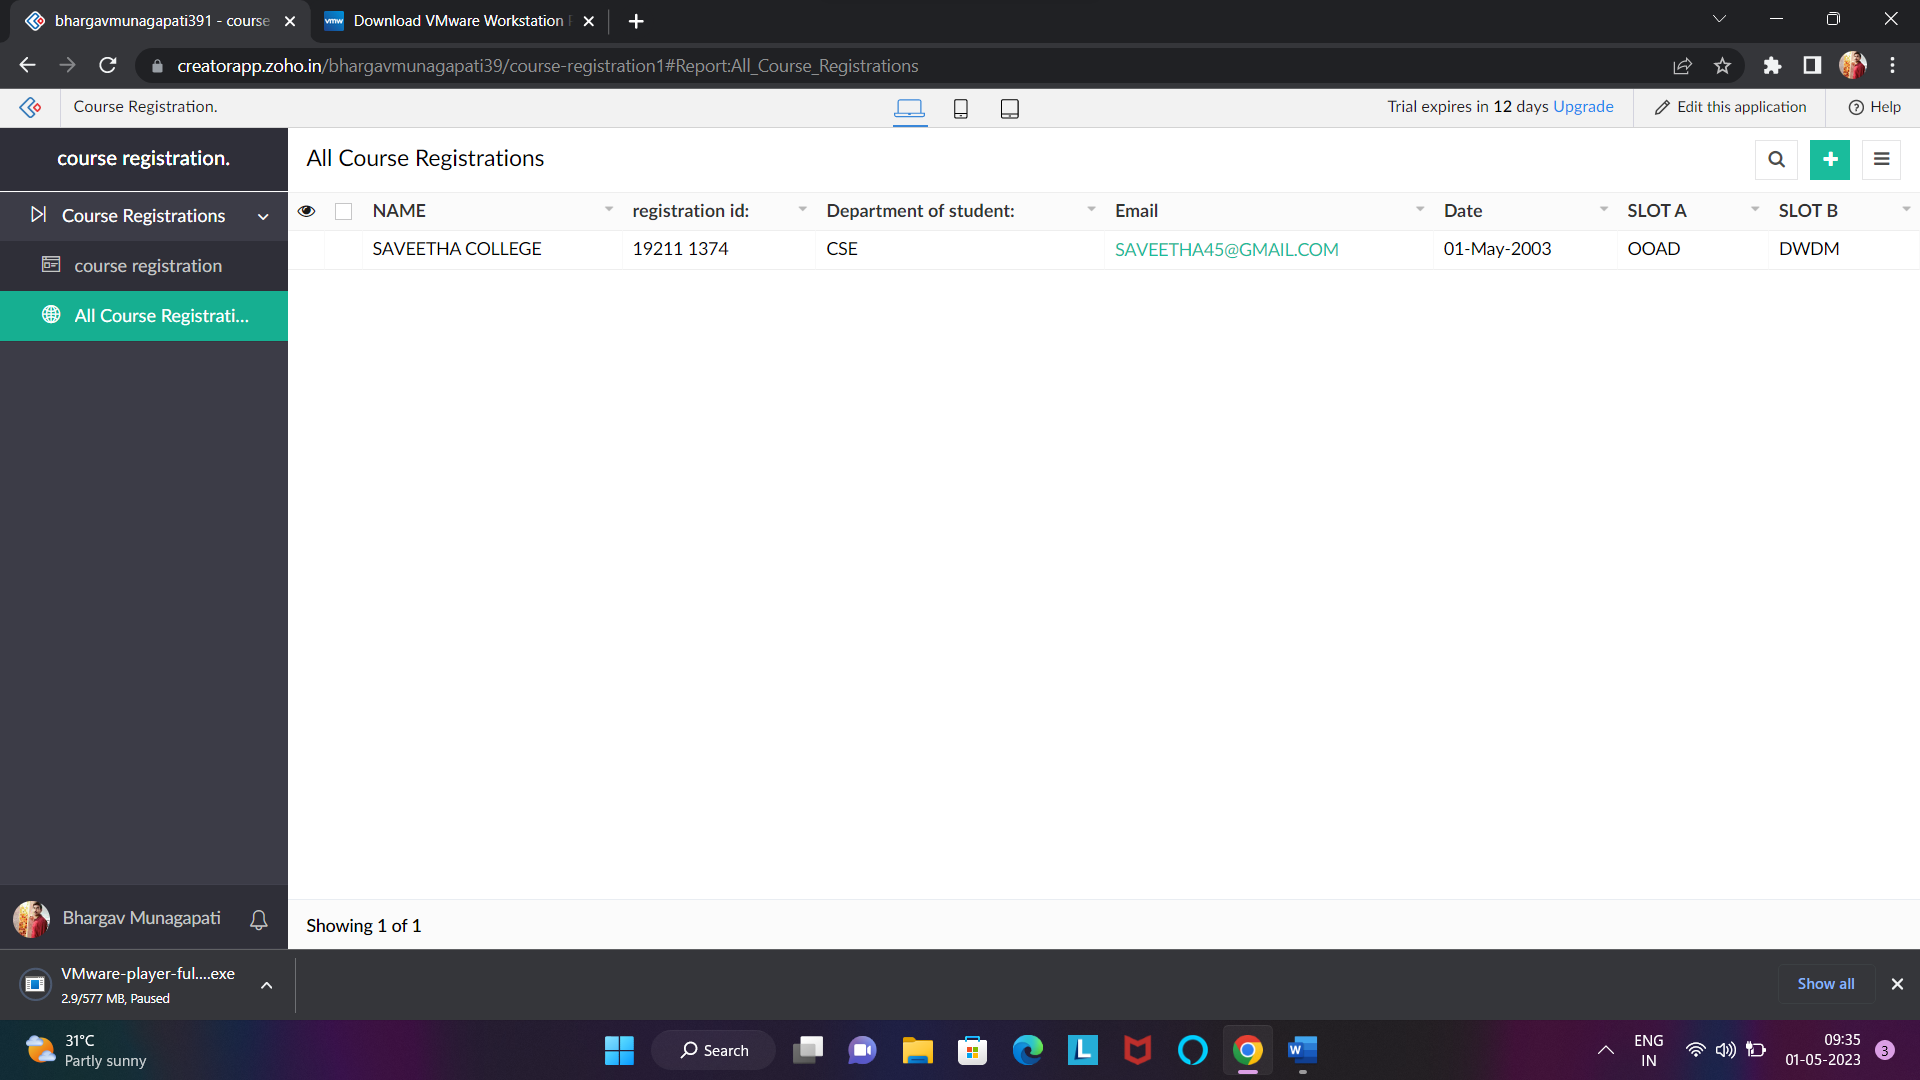 bhargavmunagapati391 - course
Download VMware Workstation
creatorapp.zoho.in/bhargavmunagapati39/course-registration1#Report:All_Course_Registrations
Course Registration.
Trial expires in 12 days Upgrade
Edit this application
Help
course registration.
Course Registrations
course registration
All Course Registrati...
All Course Registrations
NAME registration id: Department of student: Email Date SLOT A SLOT B
SAVEETHA COLLEGE 19211 1374 CSE SAVEETHA45@GMAIL.COM 01-May-2003 OOAD DWDM
Showing 1 of 1
Bhargav Munagapati
VMware-player-ful....exe
2.9/577 MB, Paused
Show all
31°C
Partly sunny
Search
ENG
IN
09:35
01-05-2023
3